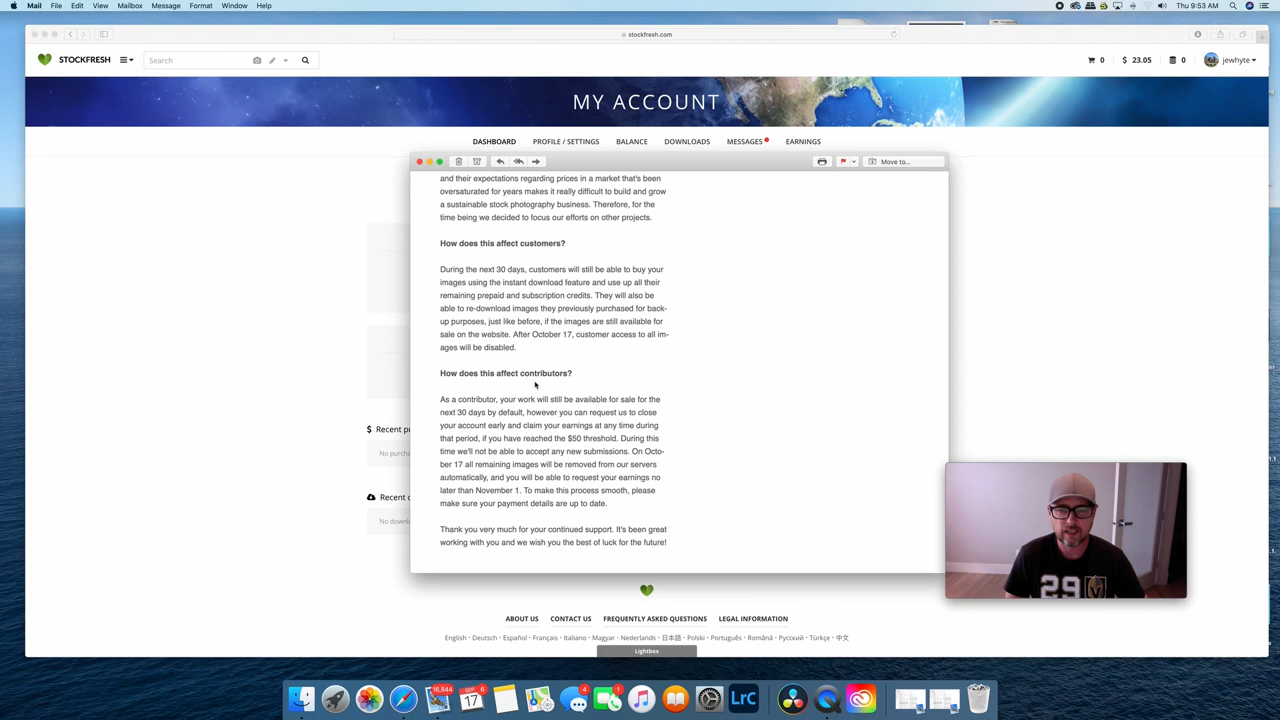 Mail File Edit View Mailbox Message Format Window Help
Thu 9:53 AM
stockfresh.com
STOCKFRESH
Search
0 $ 23.05 0 jewhyte
MY ACCOUNT
DASHBOARD PROFILE / SETTINGS BALANCE DOWNLOADS MESSAGES EARNINGS
Move to...
and their expectations regarding prices in a market that's been
oversaturated for years makes it really difficult to build and grow
a sustainable stock photography business. Therefore, for the
time being we decided to focus our efforts on other projects.
How does this affect customers?
During the next 30 days, customers will still be able to buy your
images using the instant download feature and use up all their
remaining prepaid and subscription credits. They will also be
able to re-download images they previously purchased for back-
up purposes, just like before, if the images are still available for
sale on the website. After October 17, customer access to all im-
ages will be disabled.
How does this affect contributors?
As a contributor, your work will still be available for sale for the
next 30 days by default, however you can request us to close
your account early and claim your earnings at any time during
that period, if you have reached the $50 threshold. During this
time we'll not be able to accept any new submissions. On Octo-
ber 17 all remaining images will be removed from our servers
automatically, and you will be able to request your earnings no
later than November 1. To make this process smooth, please
make sure your payment details are up to date.
Thank you very much for your continued support. It's been great
working with you and we wish you the best of luck for the future!
$ Recent pu
No purcha
Recent d
No downl
29
ABOUT US CONTACT US FREQUENTLY ASKED QUESTIONS LEGAL INFORMATION
English • Deutsch • Español • Français • Italiano • Magyar • Nederlands • 日本語 • Polski • Português • Română • Русский • Türkçe • 中文
Lightbox
16,844 SEP 17 6 4 1 LrC